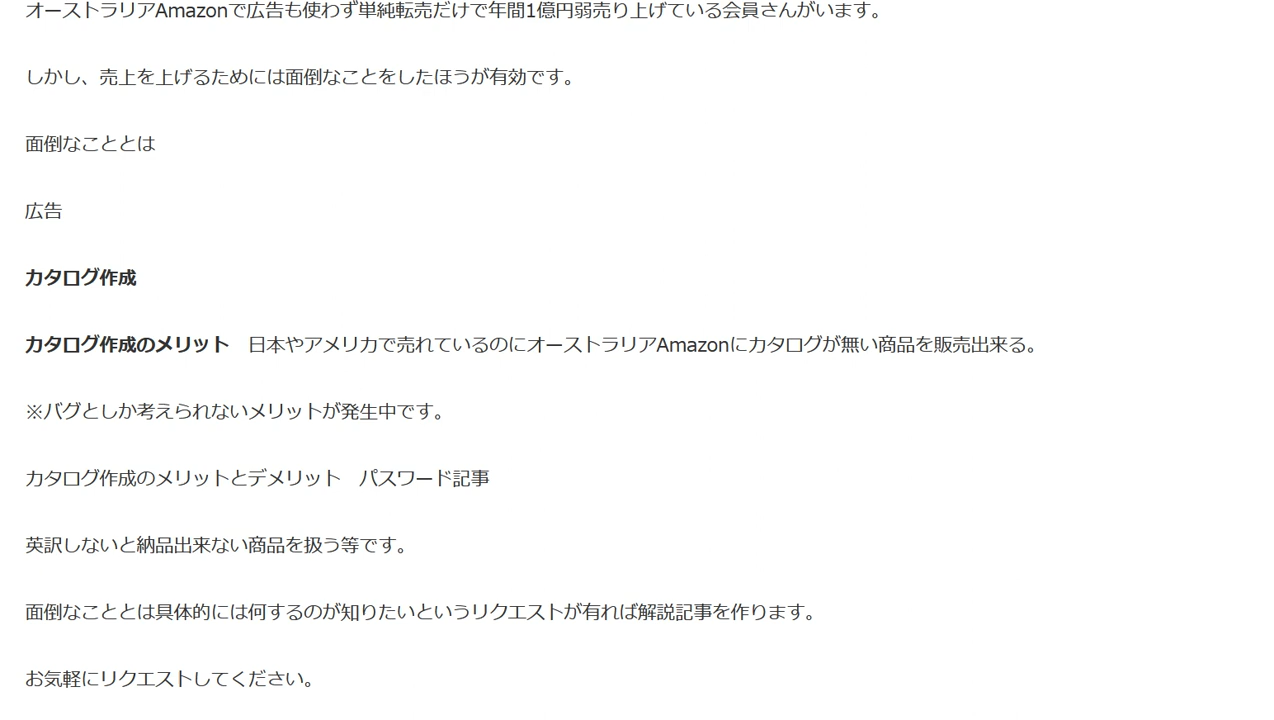 オーストラリアAmazonで広告も使わず単純転売だけで年間1億円弱売り上げている会員さんがいます。
しかし、売上を上げるためには面倒なことをしたほうが有効です。
面倒なこととは
広告
カタログ作成
カタログ作成のメリット　日本やアメリカで売れているのにオーストラリアAmazonにカタログが無い商品を販売出来る。
※バグとしか考えられないメリットが発生中です。
カタログ作成のメリットとデメリット　パスワード記事
英訳しないと納品出来ない商品を扱う等です。
面倒なこととは具体的には何するのが知りたいというリクエストが有れば解説記事を作ります。
お気軽にリクエストしてください。